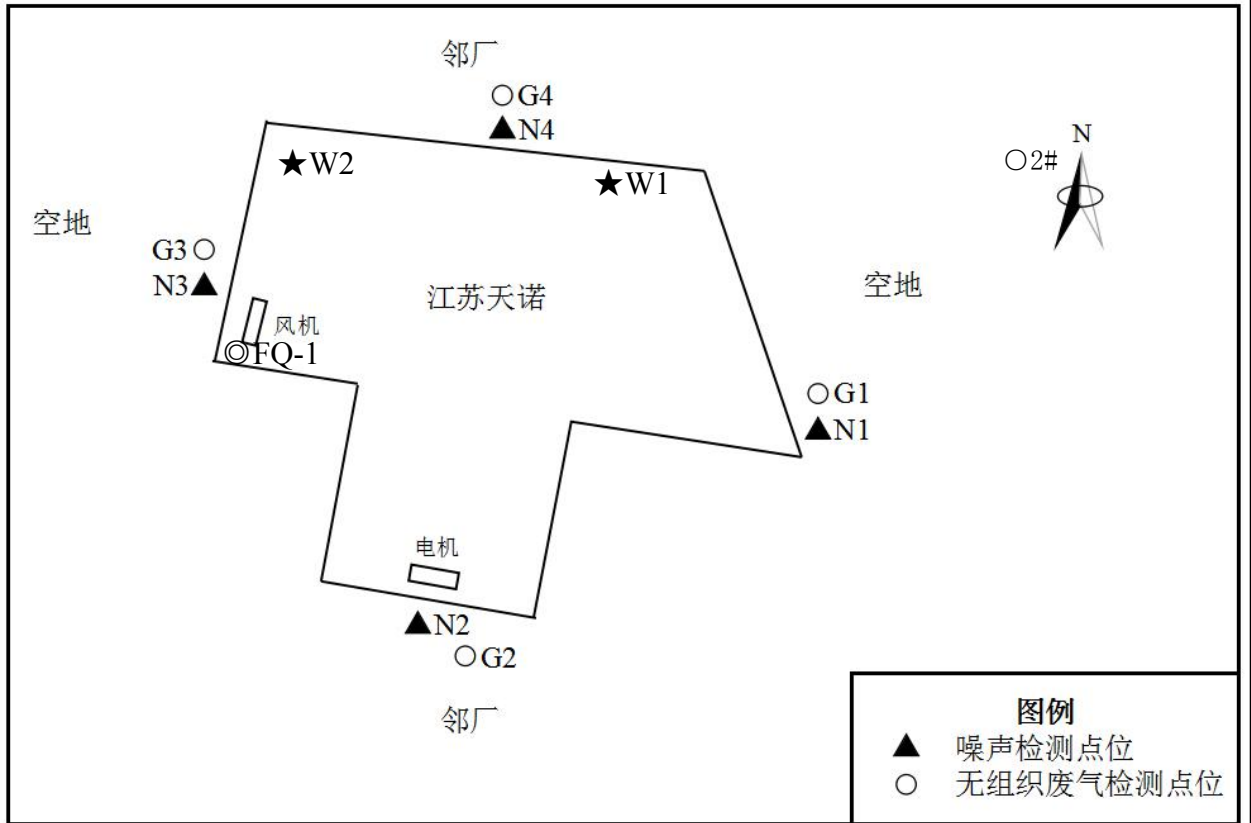 邻厂
○G4
▲N4
N
○2#
★W2
★W1
空地
G3○
N3▲
江苏天诺
空地
风机
◎FQ-1
○G1
▲N1
电机
▲N2
○G2
邻厂
图例
▲ 噪声检测点位
○ 无组织废气检测点位